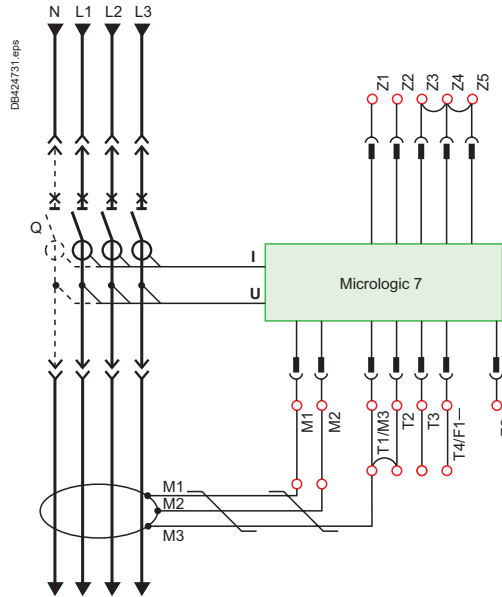 N L1 L2 L3
DB424731.eps
Z1
Z2
Z3
Z4
Z5
Q
I
U
Micrologic 7
M1
M2
T1/M3
T2
T3
T4/F1—
M1
M2
M3